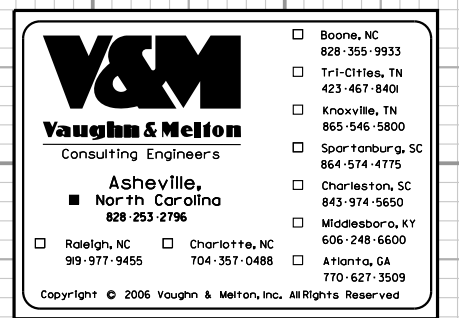 V&M
Vaughn & Melton
Consulting Engineers
Asheville,
North Carolina
828·253·2796
Raleigh, NC
919·977·9455
Charlotte, NC
704·357·0488
Boone, NC
828·355·9933
Tri-Cities, TN
423·467·8401
Knoxville, TN
865·546·5800
Spartanburg, SC
864·574·4775
Charleston, SC
843·974·5650
Middlesboro, KY
606·248·6600
Atlanta, GA
770·627·3509
Copyright © 2006 Vaughn & Melton, Inc. All Rights Reserved